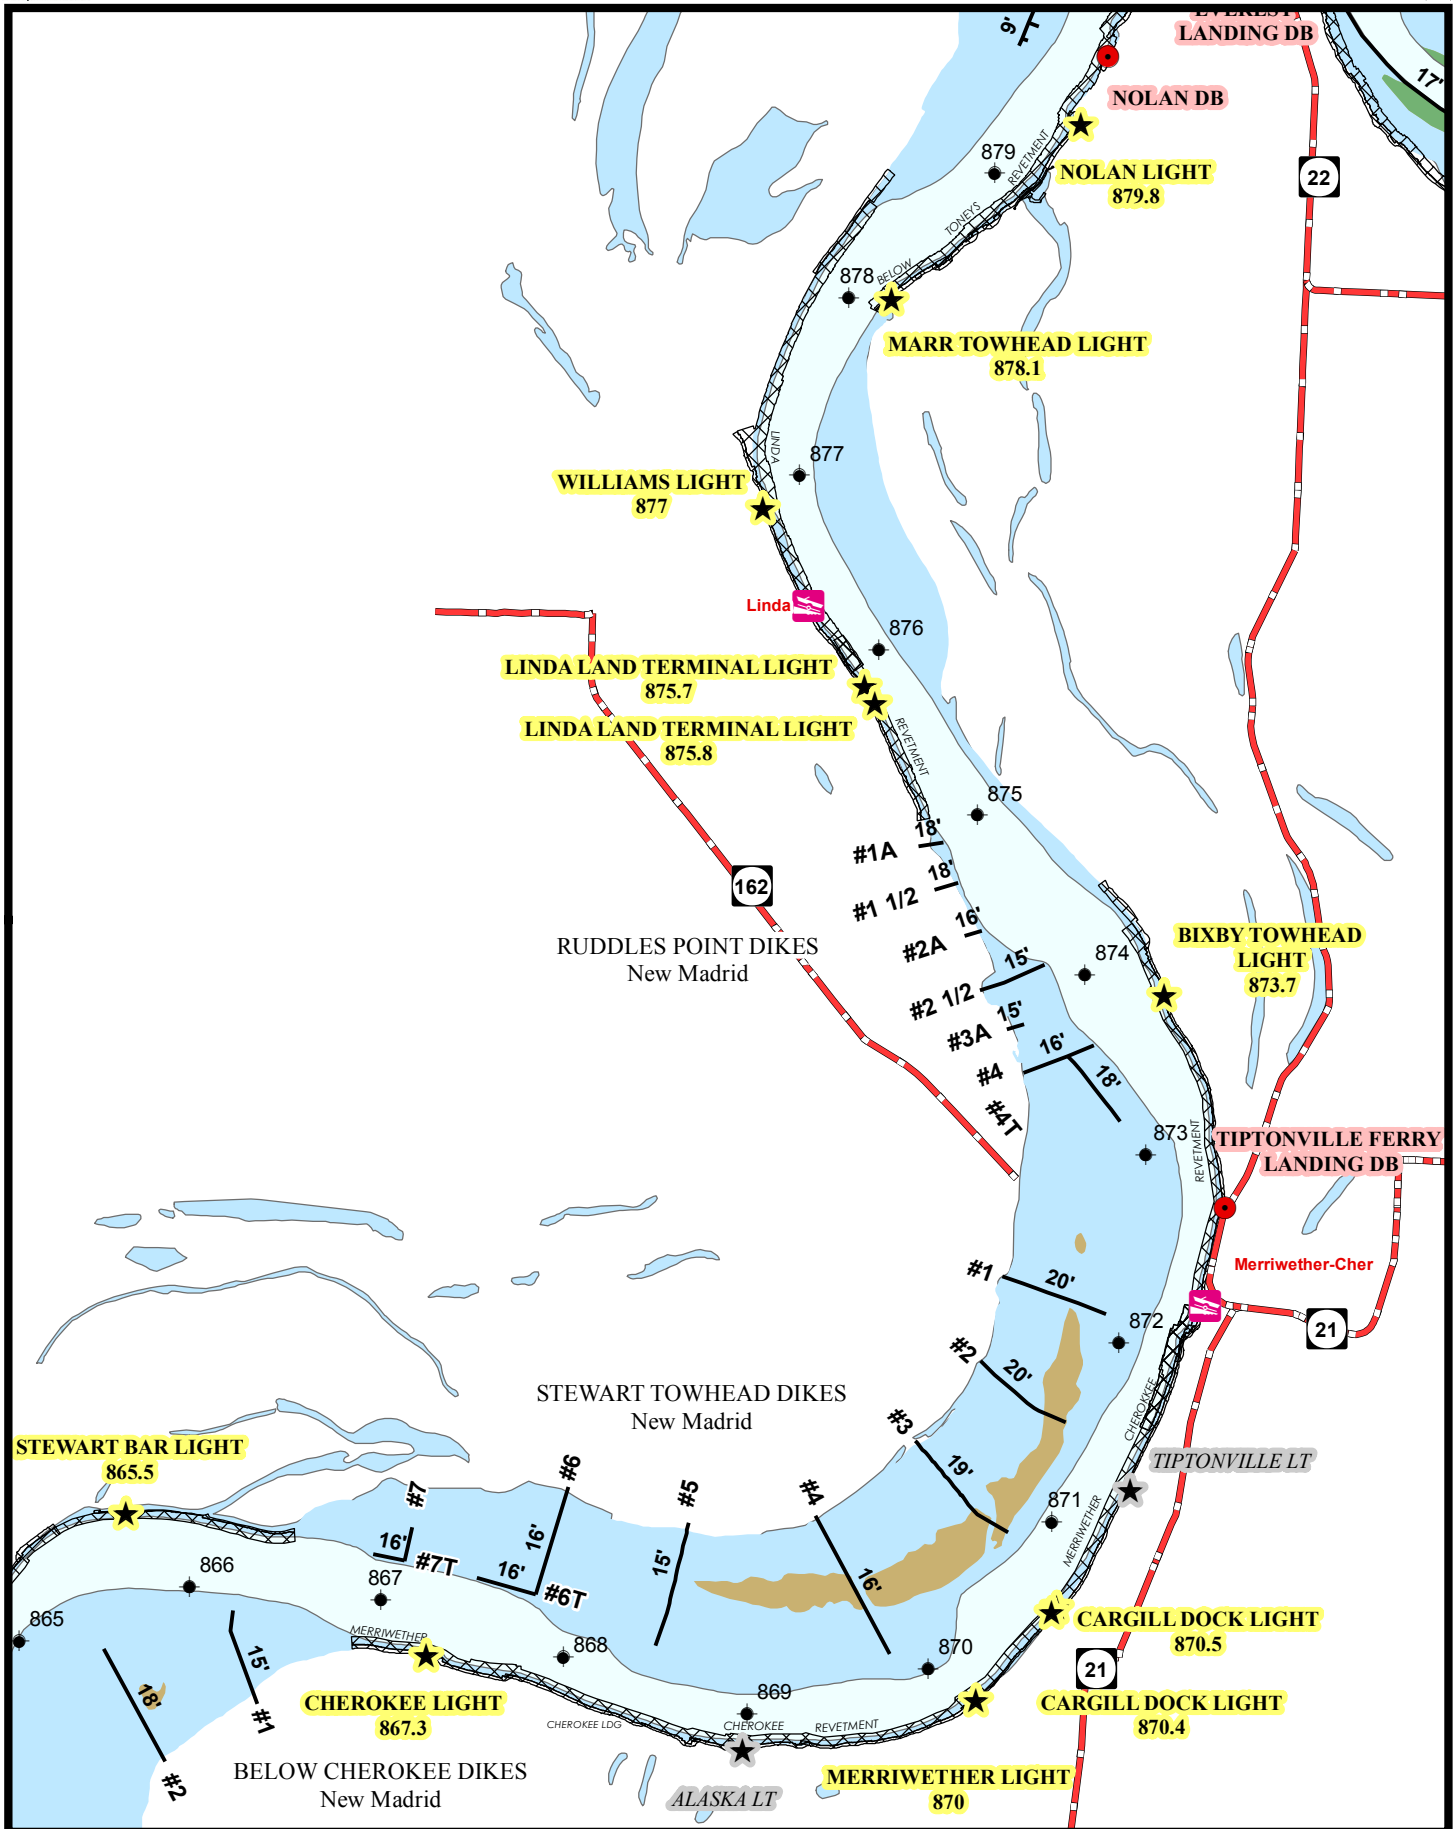 9'
EVEREST
LANDING DB
17'
NOLAN DB
879
REVETMENT
NOLAN LIGHT
879.8
22
TONEYS
BELOW
878
MARR TOWHEAD LIGHT
878.1
LINDA
877
WILLIAMS LIGHT
877
Linda
876
LINDA LAND TERMINAL LIGHT
875.7
LINDA LAND TERMINAL LIGHT
875.8
REVETMENT
875
18'
#1A
18'
#1 1/2
162
16'
#2A
RUDDLES POINT DIKES
New Madrid
BIXBY TOWHEAD
LIGHT
873.7
874
15'
#2 1/2
15'
#3A
16'
#4
18'
#4T
873
REVETMENT
TIPTONVILLE FERRY
LANDING DB
Merriwether-Cher
#1
20'
872
21
#2
20'
STEWART TOWHEAD DIKES
New Madrid
CHEROKKEE
#3
19'
STEWART BAR LIGHT
865.5
TIPTONVILLE LT
#7
#6
#5
#4
871
MERRIWETHER
16'
#7T
16'
16'
#6T
15'
16'
866
867
865
CARGILL DOCK LIGHT
870.5
MERRIWETHER
868
870
21
15'
18'
#1
#2
CHEROKEE LIGHT
867.3
869
CHEROKEE LDG
CHEROKEE
REVETMENT
CARGILL DOCK LIGHT
870.4
BELOW CHEROKEE DIKES
New Madrid
ALASKA LT
MERRIWETHER LIGHT
870